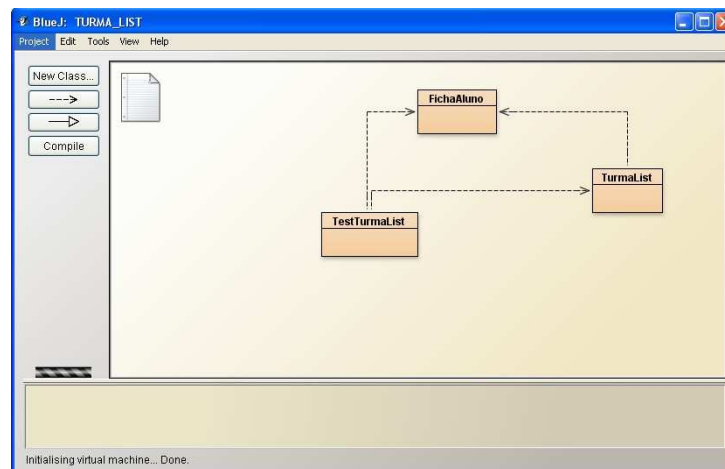 BlueJ: TURMA_LIST
Project Edit Tools View Help
New Class...
Compile
FichaAluno
TurmaList
TestTurmaList
Initialising virtual machine... Done.